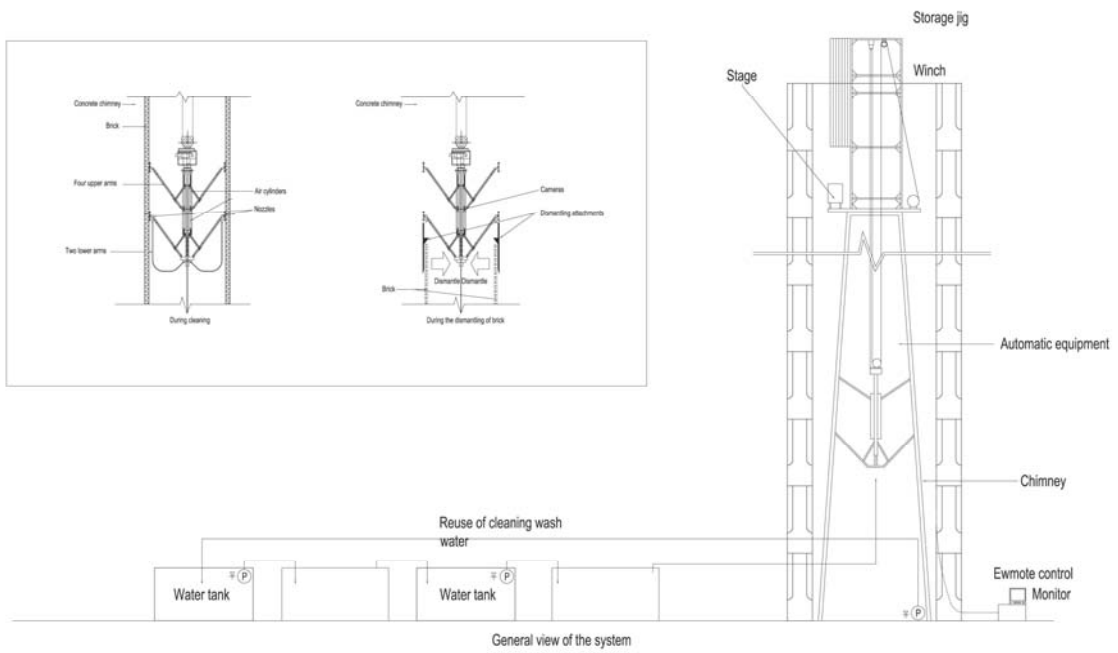 Storage jig
Stage
Winch
Concrete chimney
Brick
Four upper arms
Air cylinders
Nozzles
Two lower arms
During cleaning
Concrete chimney
Cameras
Dismantling attachments
Dismantle Dismantle
Brick
During the dismantling of brick
Automatic equipment
Chimney
Reuse of cleaning wash
water
Water tank
P
Water tank
P
P
Ewmote control
Monitor
General view of the system